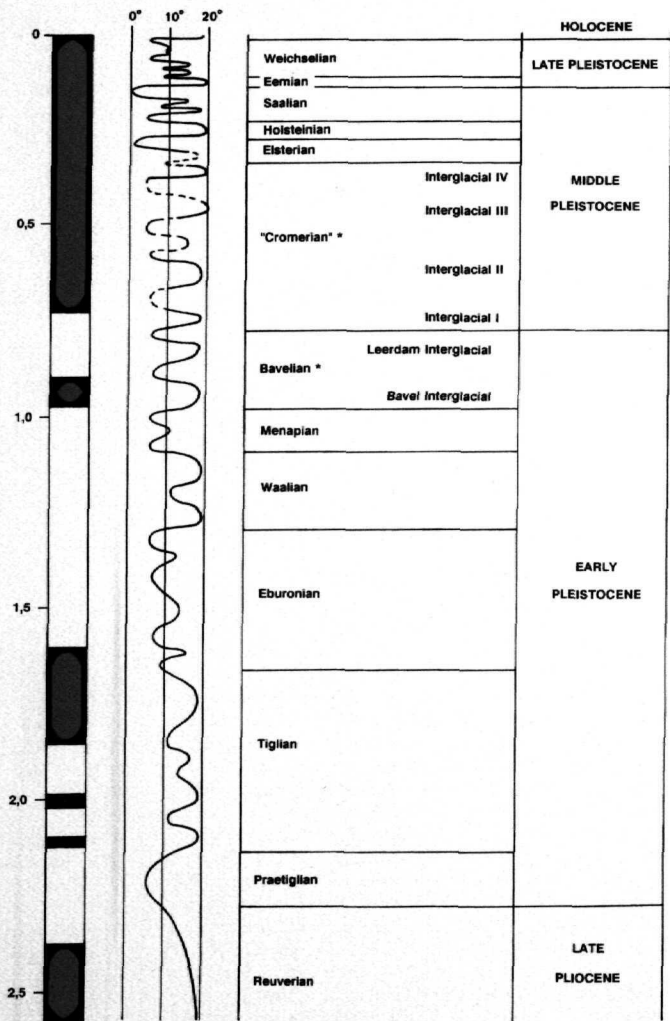 0° 10° 20°
HOLOCENE
0
Weichselian
LATE PLEISTOCENE
Eemian
Saalian
Holsteinian
Elsterian
Interglacial IV
MIDDLE
PLEISTOCENE
Interglacial III
0,5
"Cromerian" *
Interglacial II
Interglacial I
Leerdam Interglacial
Bavelian *
Bavel Interglacial
1,0
Menapian
Waalian
EARLY
PLEISTOCENE
Eburonian
1,5
Tiglian
2,0
Praetiglian
LATE
PLIOCENE
Reuverian
2,5